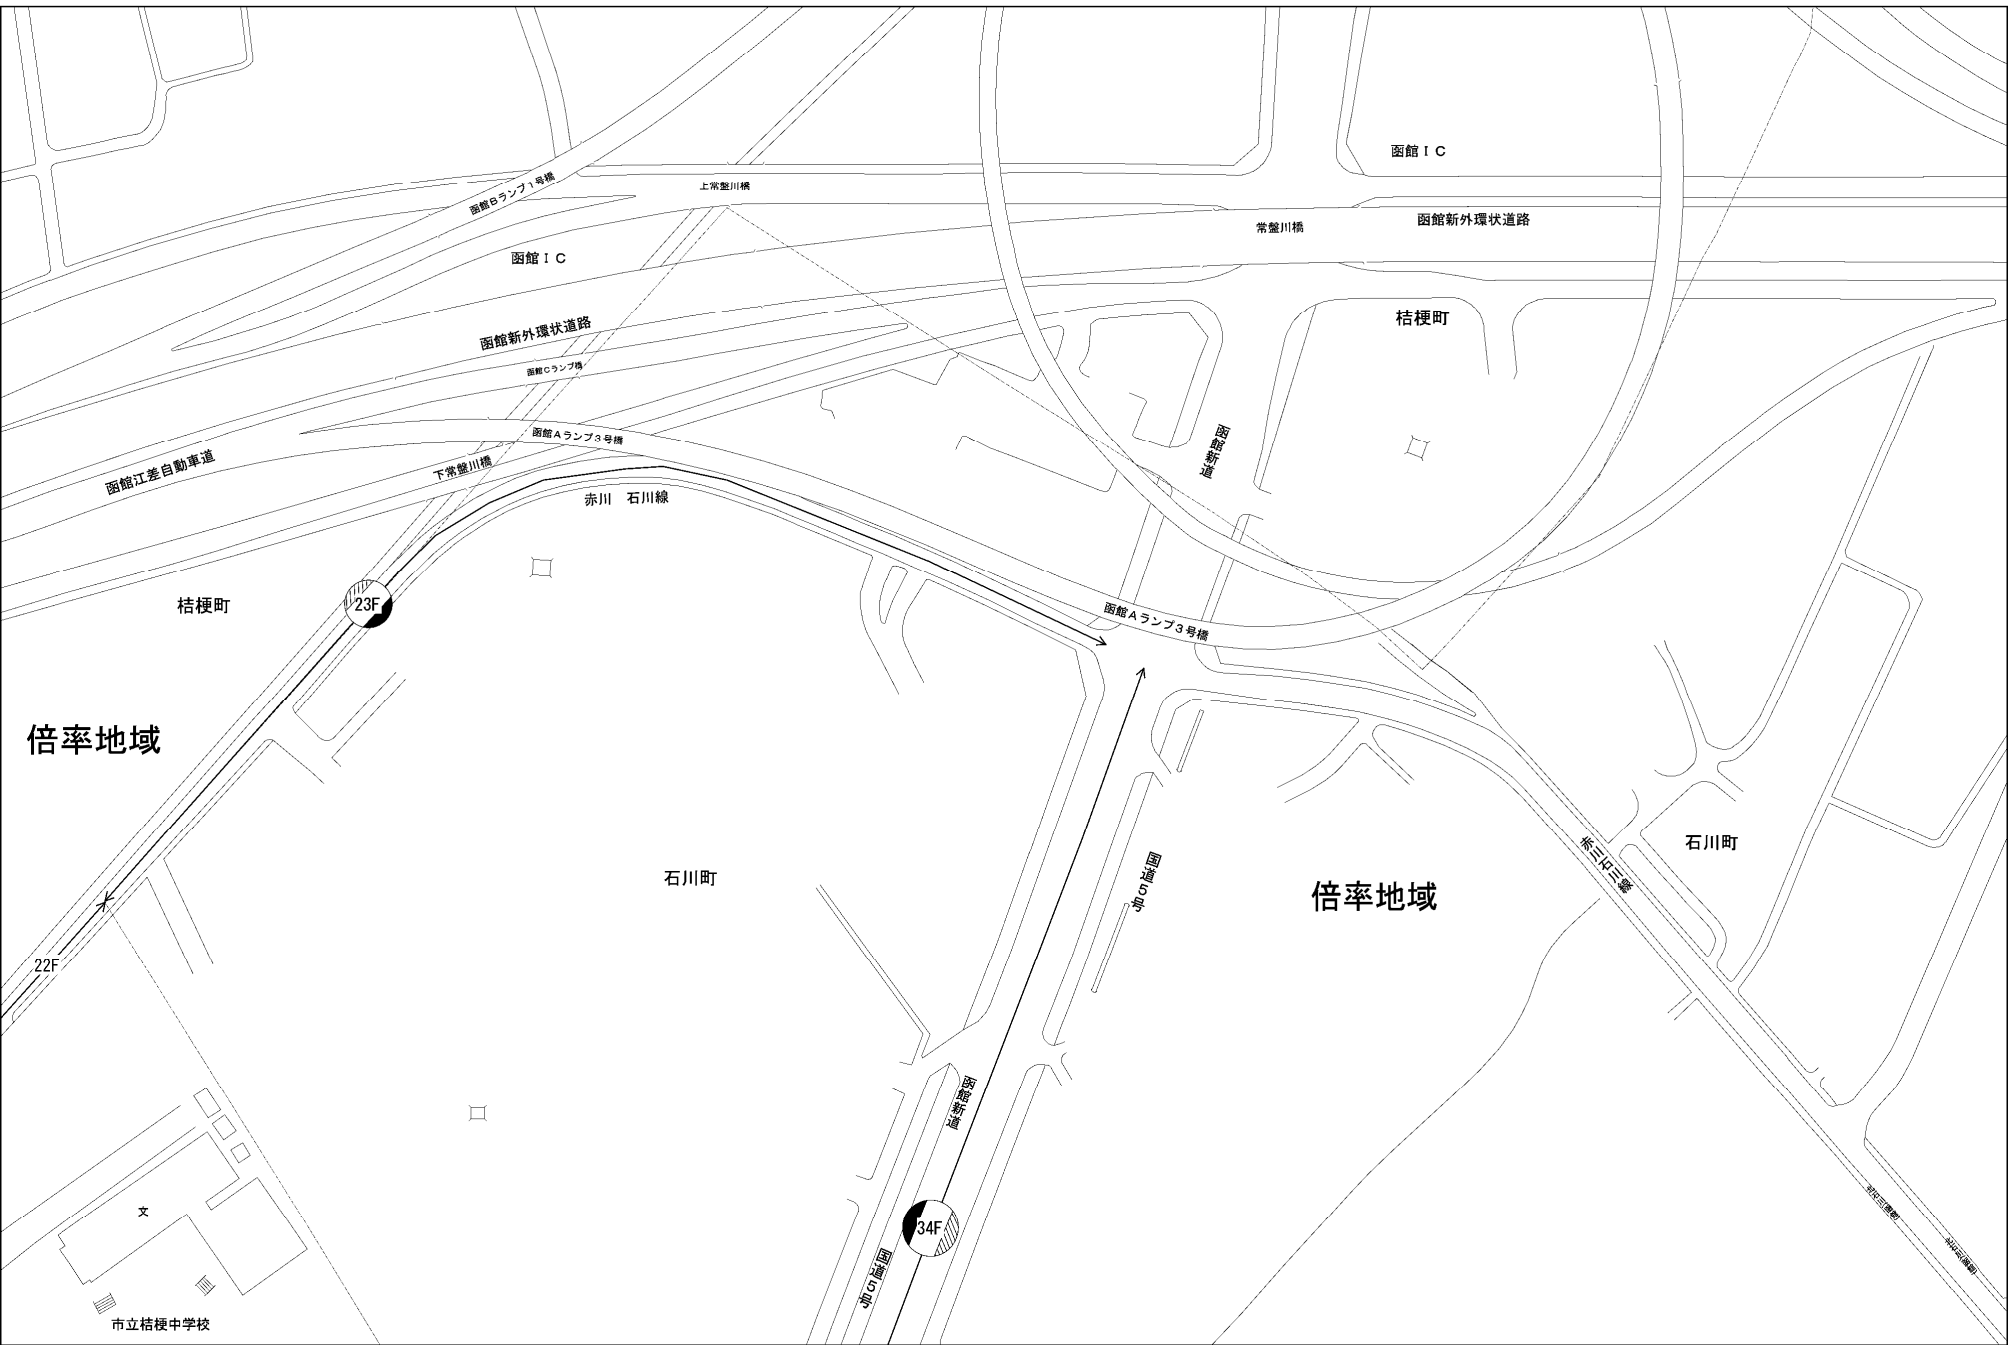 函館ＩＣ
函館Ｂランプ１号橋
上常盤川橋
函館新外環状道路
常盤川橋
函館ＩＣ
桔梗町
函館新外環状道路
函館Ｃランプ橋
函館Ａランプ３号橋
函館新道
下常盤川橋
函館江差自動車道
赤川　石川線
23F
桔梗町
函館Ａランプ３号橋
倍率地域
石川町
赤川石川線
国道５号
石川町
倍率地域
22F
函館新道
文
34F
国道５号
市立桔梗中学校